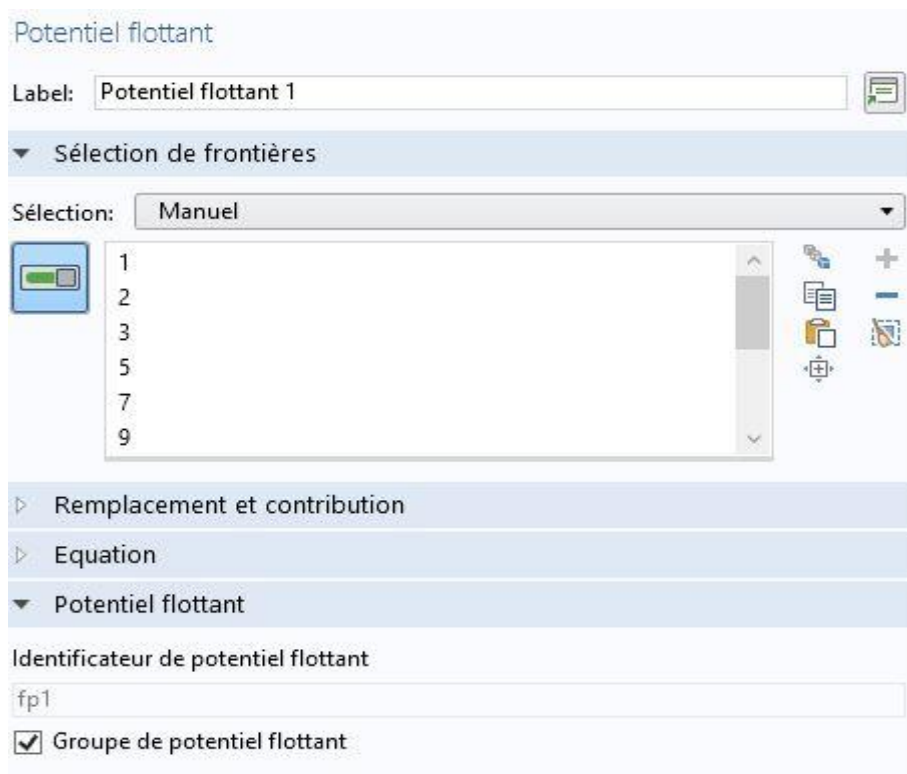 Potentiel flottant
Label: Potentiel flottant 1
Sélection de frontières
Sélection: Manuel
1
2
3
5
7
9
Remplacement et contribution
Equation
Potentiel flottant
Identificateur de potentiel flottant
fp1
Groupe de potentiel flottant